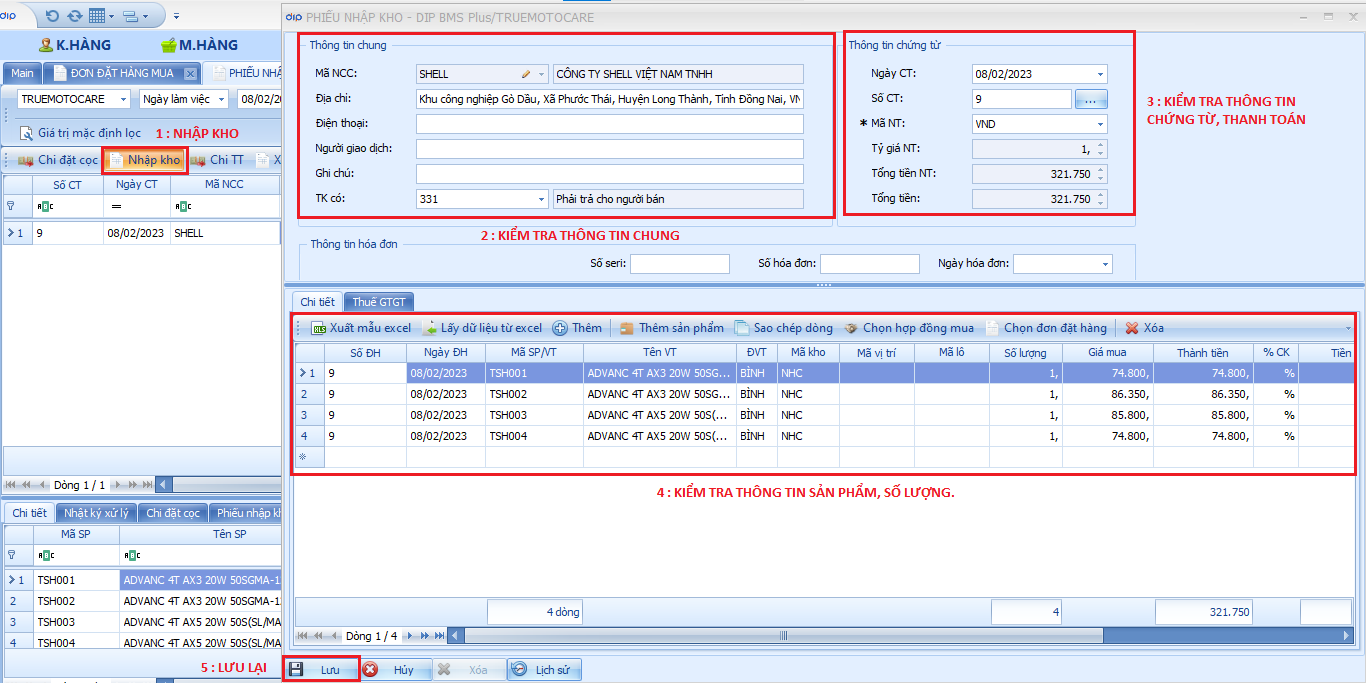 dip
dip PHIẾU NHẬP KHO - DIP BMS Plus/TRUEMOTOCARE
K.HÀNG M.HÀNG
Main ĐƠN ĐẶT HÀNG MUA PHIẾU NHẬ
TRUEMOTOCARE Ngày làm việc 08/02/2
Giá trị mặc định lọc 1 : NHẬP KHO
Chi đặt cọc Nhập kho Chi TT X
Số CT Ngày CT Mã NCC
ABC = ABC
1 9 08/02/2023 SHELL
Dòng 1 / 1
Chi tiết Nhật ký xử lý Chi đặt cọc Phiếu nhập kh
Mã SP Tên SP
ABC ABC
1 TSH001 ADVANC 4T AX3 20W 50SGMA-1
2 TSH002 ADVANC 4T AX3 20W 50SGMA-1
3 TSH003 ADVANC 4T AX5 20W 50S(SL/MA
4 TSH004 ADVANC 4T AX5 20W 50S(SL/MA
5 : LƯU LẠI
Thông tin chung
Mã NCC: SHELL CÔNG TY SHELL VIỆT NAM TNHH
Địa chỉ: Khu công nghiệp Gò Dầu, Xã Phước Thái, Huyện Long Thành, Tỉnh Đồng Nai, VN
Điện thoại:
Người giao dịch:
Ghi chú:
TK có: 331 Phải trả cho người bán
Thông tin chứng từ
Ngày CT: 08/02/2023
Số CT: 9 ...
* Mã NT: VND
Tỷ giá NT: 1,
Tổng tiền NT: 321.750
Tổng tiền: 321.750
3 : KIỂM TRA THÔNG TIN
CHỨNG TỪ, THANH TOÁN
2 : KIỂM TRA THÔNG TIN CHUNG
Thông tin hóa đơn
Số seri: Số hóa đơn: Ngày hóa đơn:
Chi tiết Thuế GTGT
XLS Xuất mẫu excel Lấy dữ liệu từ excel Thêm Thêm sản phẩm Sao chép dòng Chọn hợp đồng mua Chọn đơn đặt hàng Xóa
Số ĐH Ngày ĐH Mã SP/VT Tên VT ĐVT Mã kho Mã vị trí Mã lô Số lượng Giá mua Thành tiền % CK Tiền
1 9 08/02/2023 TSH001 ADVANC 4T AX3 20W 50SG... BÌNH NHC 1, 74.800, 74.800, %
2 9 08/02/2023 TSH002 ADVANC 4T AX3 20W 50SG... BÌNH NHC 1, 86.350, 86.350, %
3 9 08/02/2023 TSH003 ADVANC 4T AX5 20W 50S(... BÌNH NHC 1, 85.800, 85.800, %
4 9 08/02/2023 TSH004 ADVANC 4T AX5 20W 50S(... BÌNH NHC 1, 74.800, 74.800, %
4 : KIỂM TRA THÔNG TIN SẢN PHẨM, SỐ LƯỢNG.
4 dòng 4 321.750
Dòng 1 / 4
Lưu Hủy Xóa Lịch sử